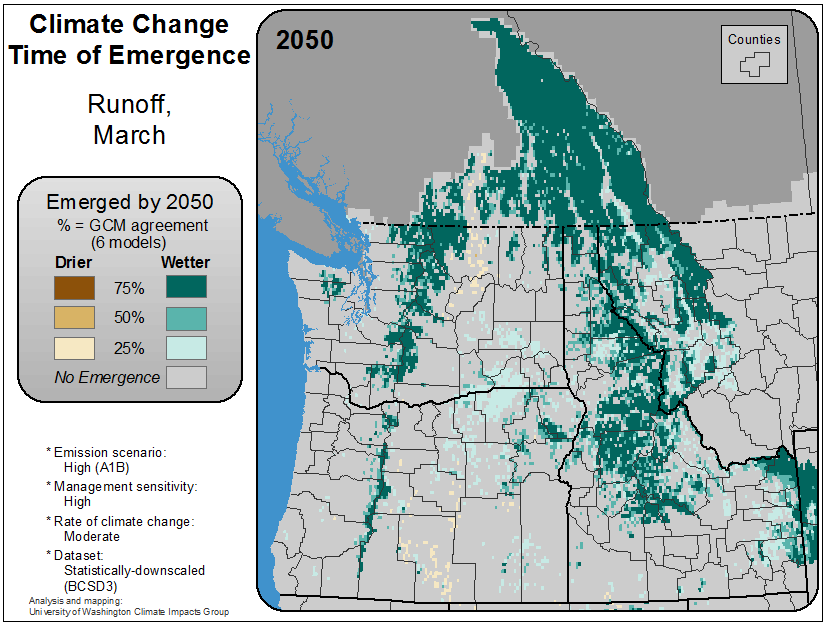 Climate Change
Time of Emergence
Runoff,
March
Emerged by 2050
% = GCM agreement
(6 models)
Drier
Wetter
75%
50%
25%
No Emergence
* Emission scenario:
High (A1B)
* Management sensitivity:
High
* Rate of climate change:
Moderate
* Dataset:
Statistically-downscaled
(BCSD3)
Analysis and mapping:
University of Washington Climate Impacts Group
2050
Counties